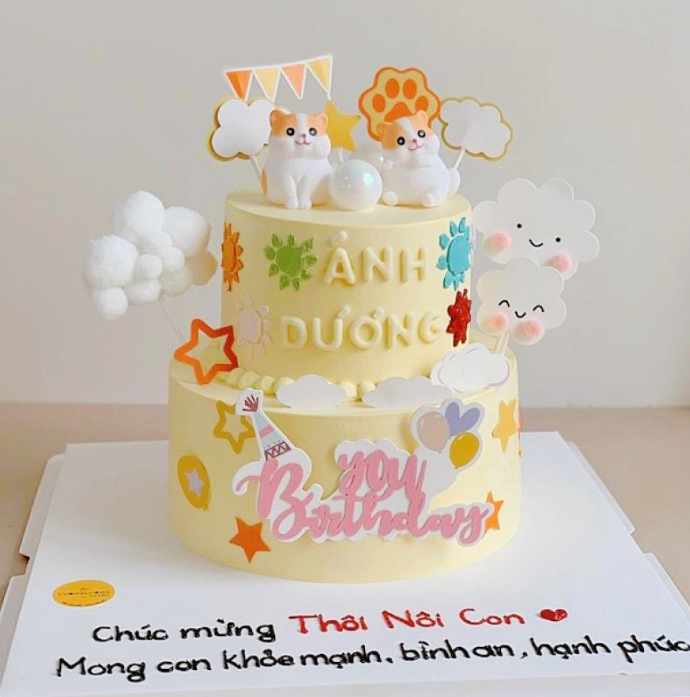 ÁNH
DƯƠNG
you
Birthday
Chúc mừng Thôi Nôi Con
Mong con khỏe mạnh, bình an, hạnh phúc